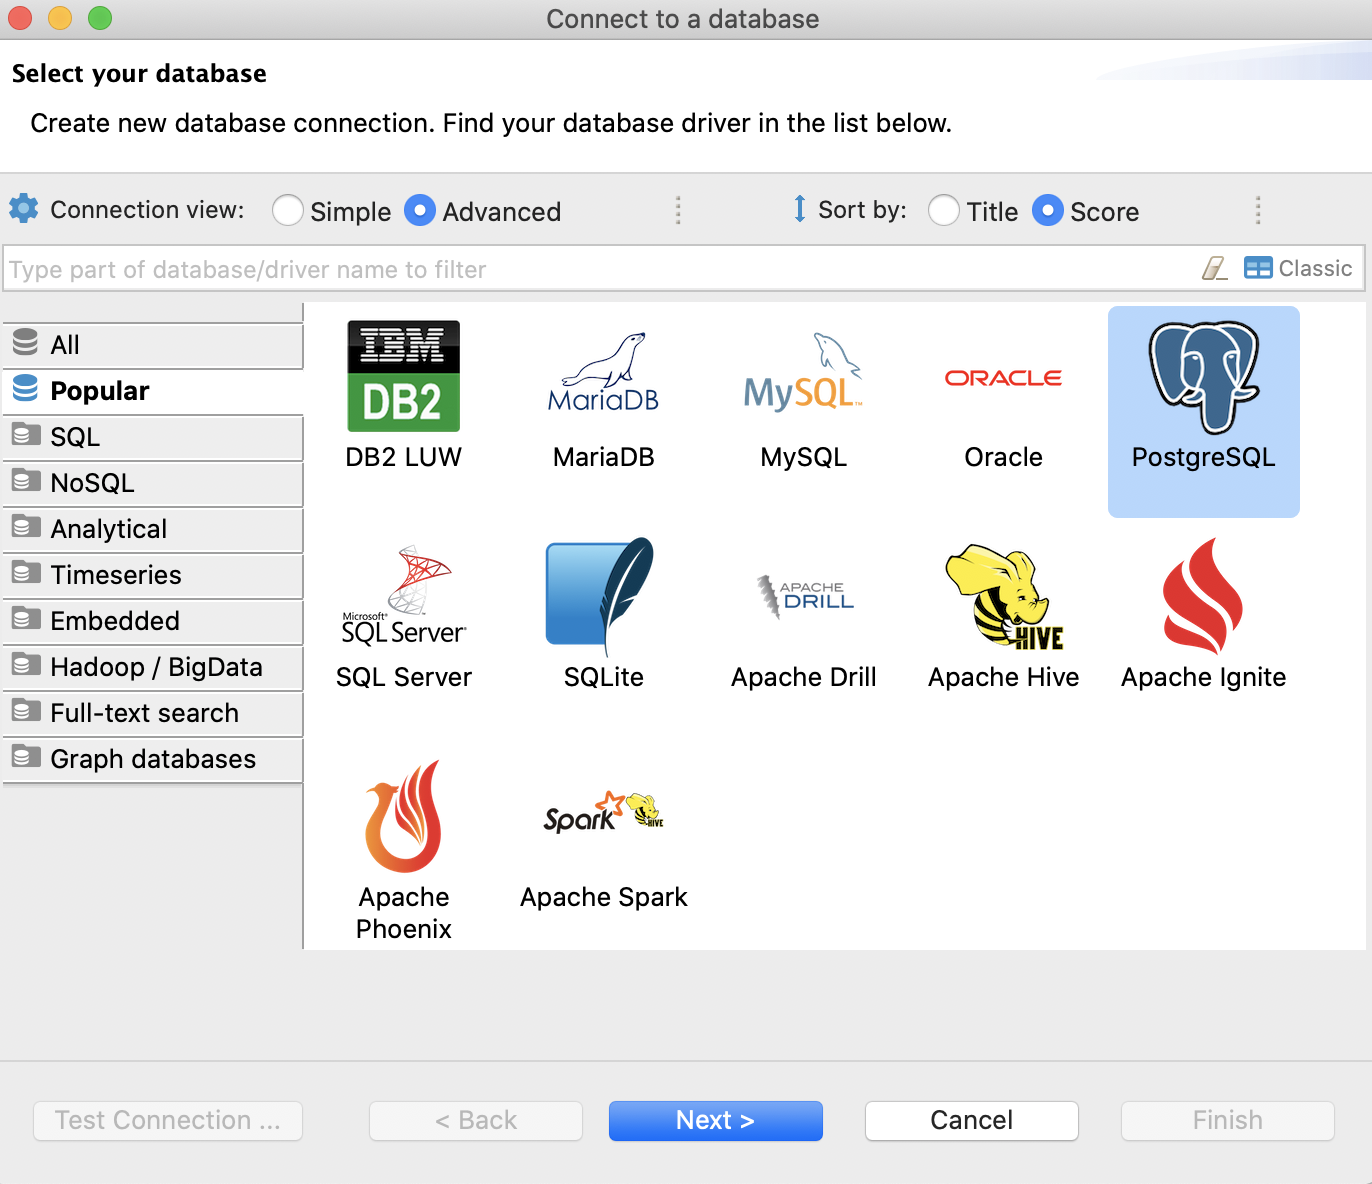 Connect to a database
Select your database
Create new database connection. Find your database driver in the list below.
Connection view: Simple Advanced Sort by: Title Score
Type part of database/driver name to filter Classic
All
Popular
SQL
NoSQL
Analytical
Timeseries
Embedded
Hadoop / BigData
Full-text search
Graph databases
IBM
DB2
DB2 LUW
MariaDB
MariaDB
MySQL™
MySQL
ORACLE
Oracle
PostgreSQL
Microsoft®
SQL Server®
SQL Server
SQLite
APACHE
DRILL
Apache Drill
HIVE
Apache Hive
Apache Ignite
Apache
Phoenix
Spark HIVE
Apache Spark
Test Connection ... < Back Next > Cancel Finish